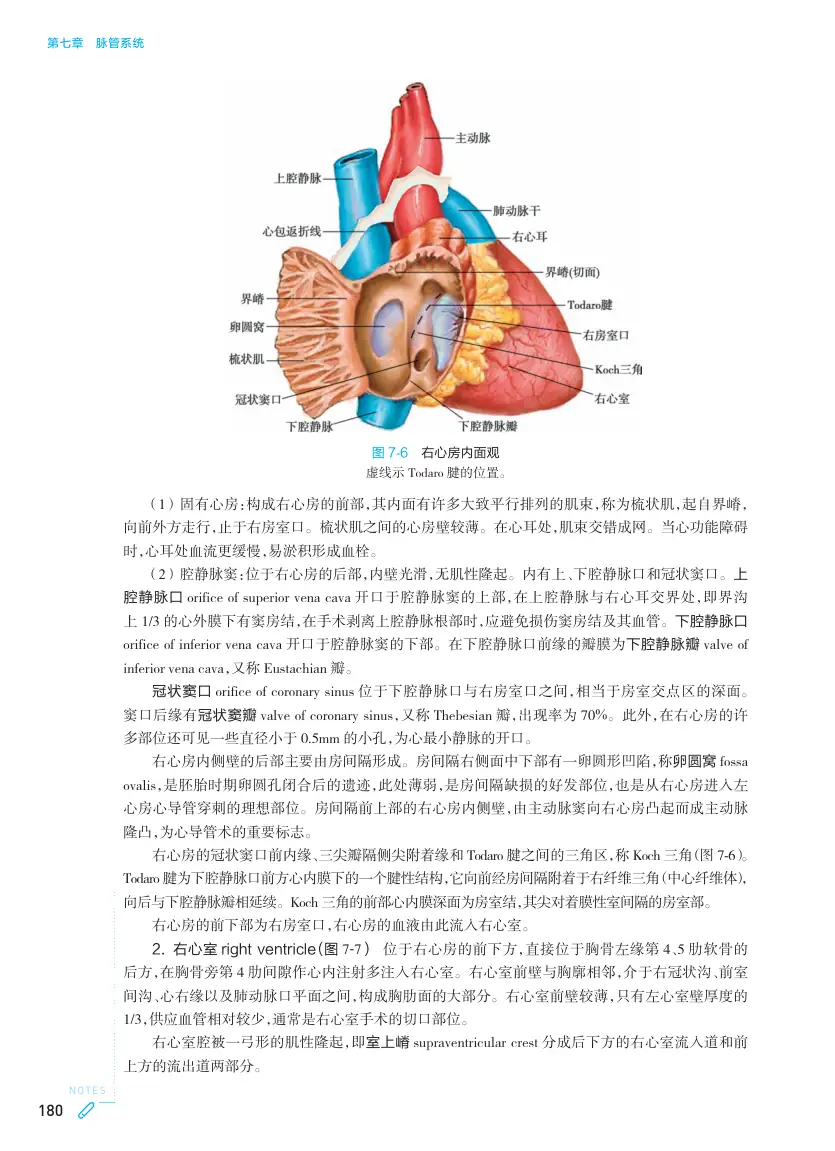 第七章 脉管系统
主动脉
上腔静脉
肺动脉干
心包返折线
右心耳
界嵴(切面)
界嵴
Todaro腱
卵圆窝
右房室口
梳状肌
Koch三角
冠状窦口
右心室
下腔静脉
下腔静脉瓣
图 7-6 右心房内面观
虚线示 Todaro 腱的位置。
（1）固有心房：构成右心房的前部，其内面有许多大致平行排列的肌束，称为梳状肌，起自界嵴，
向前外方走行，止于右房室口。梳状肌之间的心房壁较薄。在心耳处，肌束交错成网。当心功能障碍
时，心耳处血流更缓慢，易淤积形成血栓。
（2）腔静脉窦：位于右心房的后部，内壁光滑，无肌性隆起。内有上、下腔静脉口和冠状窦口。上
腔静脉口 orifice of superior vena cava 开口于腔静脉窦的上部，在上腔静脉与右心耳交界处，即界沟
上 1/3 的心外膜下有窦房结，在手术剥离上腔静脉根部时，应避免损伤窦房结及其血管。下腔静脉口
orifice of inferior vena cava 开口于腔静脉窦的下部。在下腔静脉口前缘的瓣膜为下腔静脉瓣 valve of
inferior vena cava，又称 Eustachian 瓣。
冠状窦口 orifice of coronary sinus 位于下腔静脉口与右房室口之间，相当于房室交点区的深面。
窦口后缘有冠状窦瓣 valve of coronary sinus，又称 Thebesian 瓣，出现率为 70%。此外，在右心房的许
多部位还可见一些直径小于 0.5mm 的小孔，为心最小静脉的开口。
右心房内侧壁的后部主要由房间隔形成。房间隔右侧面中下部有一卵圆形凹陷，称卵圆窝 fossa
ovalis，是胚胎时期卵圆孔闭合后的遗迹，此处薄弱，是房间隔缺损的好发部位，也是从右心房进入左
心房心导管穿刺的理想部位。房间隔前上部的右心房内侧壁，由主动脉窦向右心房凸起而成主动脉
隆凸，为心导管术的重要标志。
右心房的冠状窦口前内缘、三尖瓣隔侧尖附着缘和 Todaro 腱之间的三角区，称 Koch 三角（图 7-6）。
Todaro 腱为下腔静脉口前方心内膜下的一个腱性结构，它向前经房间隔附着于右纤维三角（中心纤维体），
向后与下腔静脉瓣相延续。Koch 三角的前部心内膜深面为房室结，其尖对着膜性室间隔的房室部。
右心房的前下部为右房室口，右心房的血液由此流入右心室。
2. 右心室 right ventricle（图 7-7） 位于右心房的前下方，直接位于胸骨左缘第 4、5 肋软骨的
后方，在胸骨旁第 4 肋间隙作心内注射多注入右心室。右心室前壁与胸廓相邻，介于右冠状沟、前室
间沟、心右缘以及肺动脉口平面之间，构成胸肋面的大部分。右心室前壁较薄，只有左心室壁厚度的
1/3，供应血管相对较少，通常是右心室手术的切口部位。
右心室腔被一弓形的肌性隆起，即室上嵴 supraventricular crest 分成后下方的右心室流入道和前
上方的流出道两部分。
NOTES
180